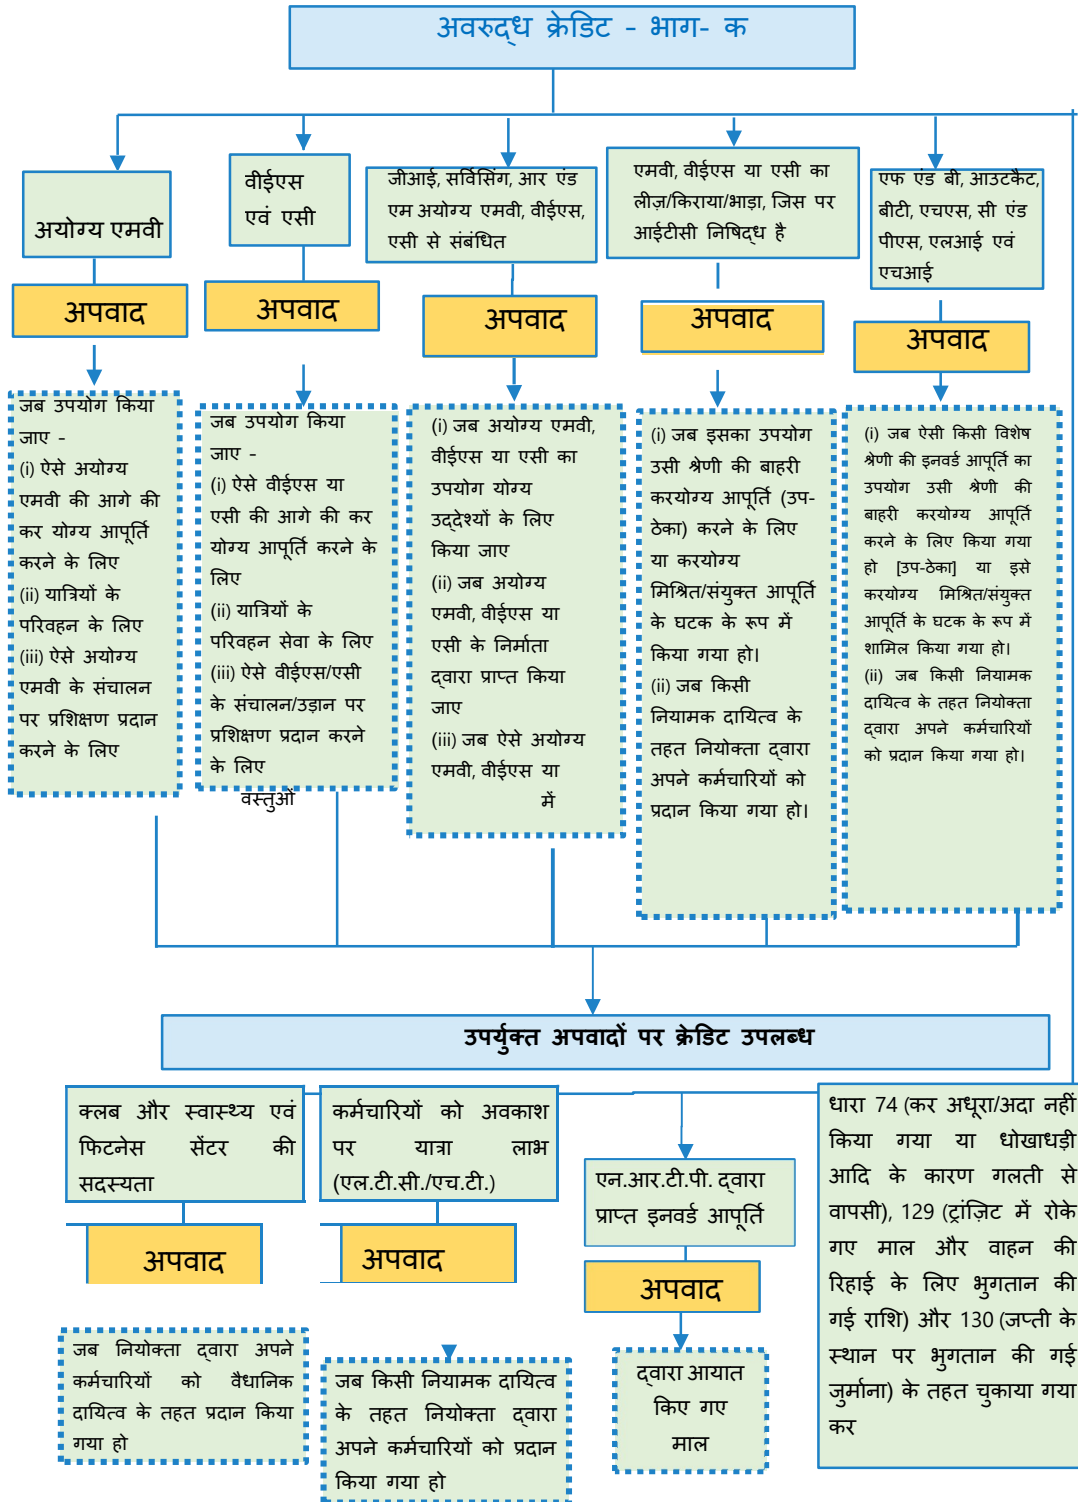 अवरुद्ध क्रेडिट - भाग- क
अयोग्य एमवी
वीईएस
एवं एसी
जीआई, सर्विसिंग, आर एंड
एम अयोग्य एमवी, वीईएस,
एसी से संबंधित
एमवी, वीईएस या एसी का
लीज़/किराया/भाड़ा, जिस पर
आईटीसी निषिद्ध है
एफ एंड बी, आउटकैट,
बीटी, एचएस, सी एंड
पीएस, एलआई एवं
एचआई
अपवाद
अपवाद
अपवाद
अपवाद
अपवाद
जब उपयोग किया
जाए -
(i) ऐसे अयोग्य
एमवी की आगे की
कर योग्य आपूर्ति
करने के लिए
(ii) यात्रियों के
परिवहन के लिए
(iii) ऐसे अयोग्य
एमवी के संचालन
पर प्रशिक्षण प्रदान
करने के लिए
जब उपयोग किया
जाए -
(i) ऐसे वीईएस या
एसी की आगे की कर
योग्य आपूर्ति करने के
लिए
(ii) यात्रियों के
परिवहन सेवा के लिए
(iii) ऐसे वीईएस/एसी
के संचालन/उड़ान पर
प्रशिक्षण प्रदान करने
के लिए
वस्तुओं
(i) जब अयोग्य एमवी,
वीईएस या एसी का
उपयोग योग्य
उद्देश्यों के लिए
किया जाए
(ii) जब अयोग्य
एमवी, वीईएस या
एसी के निर्माता
द्वारा प्राप्त किया
जाए
(iii) जब ऐसे अयोग्य
एमवी, वीईएस या
में
(i) जब इसका उपयोग
उसी श्रेणी की बाहरी
करयोग्य आपूर्ति (उप-
ठेका) करने के लिए
या करयोग्य
मिश्रित/संयुक्त आपूर्ति
के घटक के रूप में
किया गया हो।
(ii) जब किसी
नियामक दायित्व के
तहत नियोक्ता द्वारा
अपने कर्मचारियों को
प्रदान किया गया हो।
(i) जब ऐसी किसी विशेष
श्रेणी की इनवर्ड आपूर्ति का
उपयोग उसी श्रेणी की
बाहरी करयोग्य आपूर्ति
करने के लिए किया गया
हो [उप-ठेका] या इसे
करयोग्य मिश्रित/संयुक्त
आपूर्ति के घटक के रूप में
शामिल किया गया हो।
(ii) जब किसी नियामक
दायित्व के तहत नियोक्ता
द्वारा अपने कर्मचारियों
को प्रदान किया गया हो।
उपर्युक्त अपवादों पर क्रेडिट उपलब्ध
क्लब और स्वास्थ्य एवं
फिटनेस सेंटर की
सदस्यता
कर्मचारियों को अवकाश
पर यात्रा लाभ
(एल.टी.सी./एच.टी.)
एन.आर.टी.पी. द्वारा
प्राप्त इनवर्ड आपूर्ति
धारा 74 (कर अधूरा/अदा नहीं
किया गया या धोखाधड़ी
आदि के कारण गलती से
वापसी), 129 (ट्रांज़िट में रोके
गए माल और वाहन की
रिहाई के लिए भुगतान की
गई राशि) और 130 (जप्ती के
स्थान पर भुगतान की गई
जुर्माना) के तहत चुकाया गया
कर
अपवाद
अपवाद
अपवाद
जब नियोक्ता द्वारा अपने
कर्मचारियों को वैधानिक
दायित्व के तहत प्रदान किया
गया हो
जब किसी नियामक दायित्व
के तहत नियोक्ता द्वारा
अपने कर्मचारियों को प्रदान
किया गया हो
द्वारा आयात
किए गए
माल